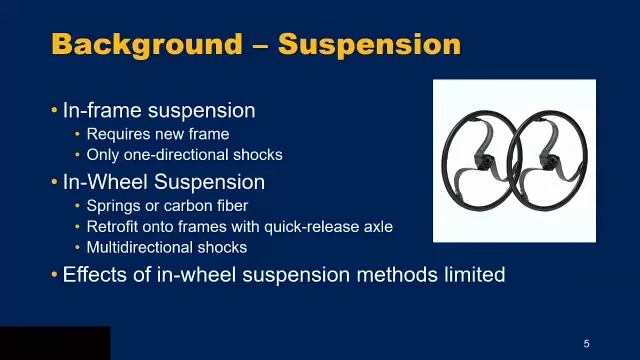 Background – Suspension
• In-frame suspension
• Requires new frame
• Only one-directional shocks
• In-Wheel Suspension
• Springs or carbon fiber
• Retrofit onto frames with quick-release axle
• Multidirectional shocks
• Effects of in-wheel suspension methods limited
5